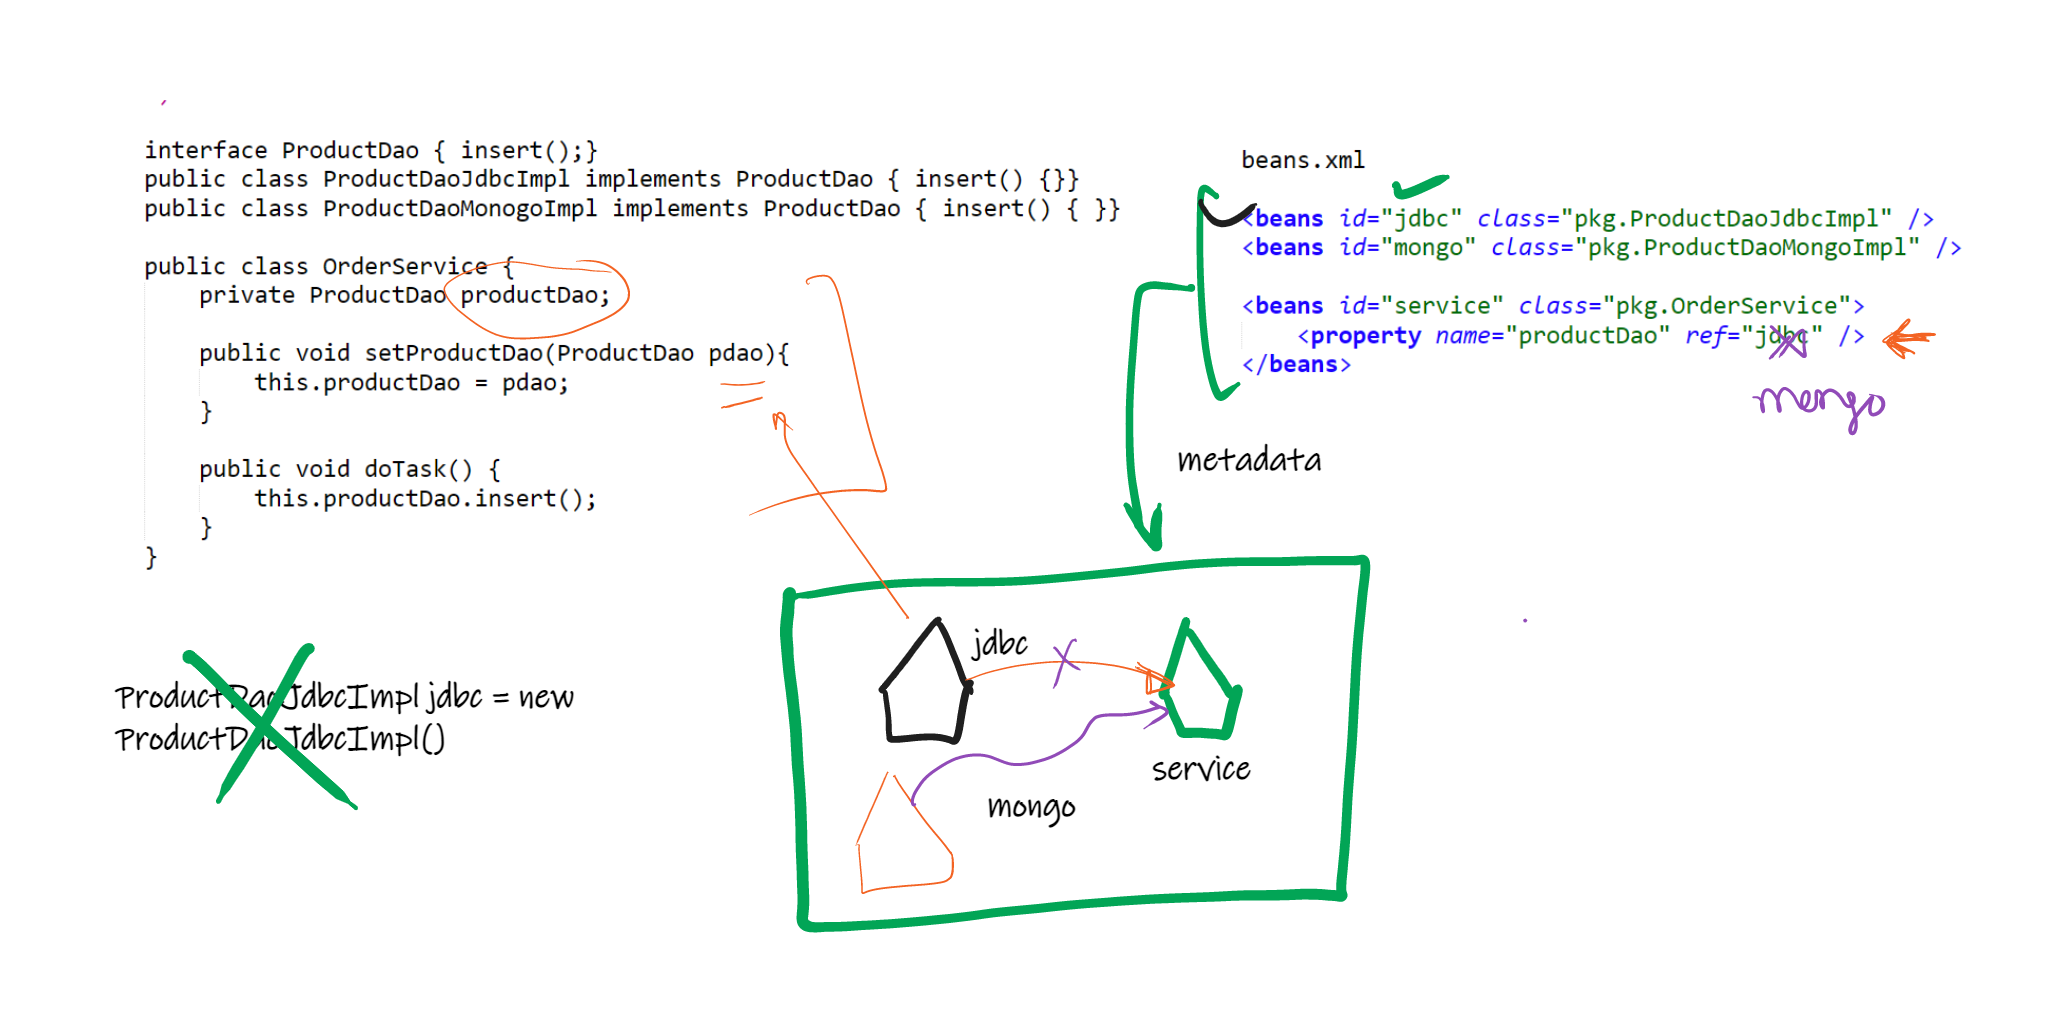 interface ProductDao { insert();}
public class ProductDaoJdbcImpl implements ProductDao { insert() {}}
public class ProductDaoMonogoImpl implements ProductDao { insert() { }}
public class OrderService {
private ProductDao productDao;
public void setProductDao(ProductDao pdao){
this.productDao = pdao;
}
public void doTask() {
this.productDao.insert();
}
}
beans.xml
<beans id="jdbc" class="pkg.ProductDaoJdbcImpl" />
<beans id="mongo" class="pkg.ProductDaoMongoImpl" />
<beans id="service" class="pkg.OrderService">
<property name="productDao" ref="jdbc" />
</beans>
mongo
metadata
ProductDaoJdbcImpl jdbc = new
ProductDaoJdbcImpl()
jdbc
service
mongo